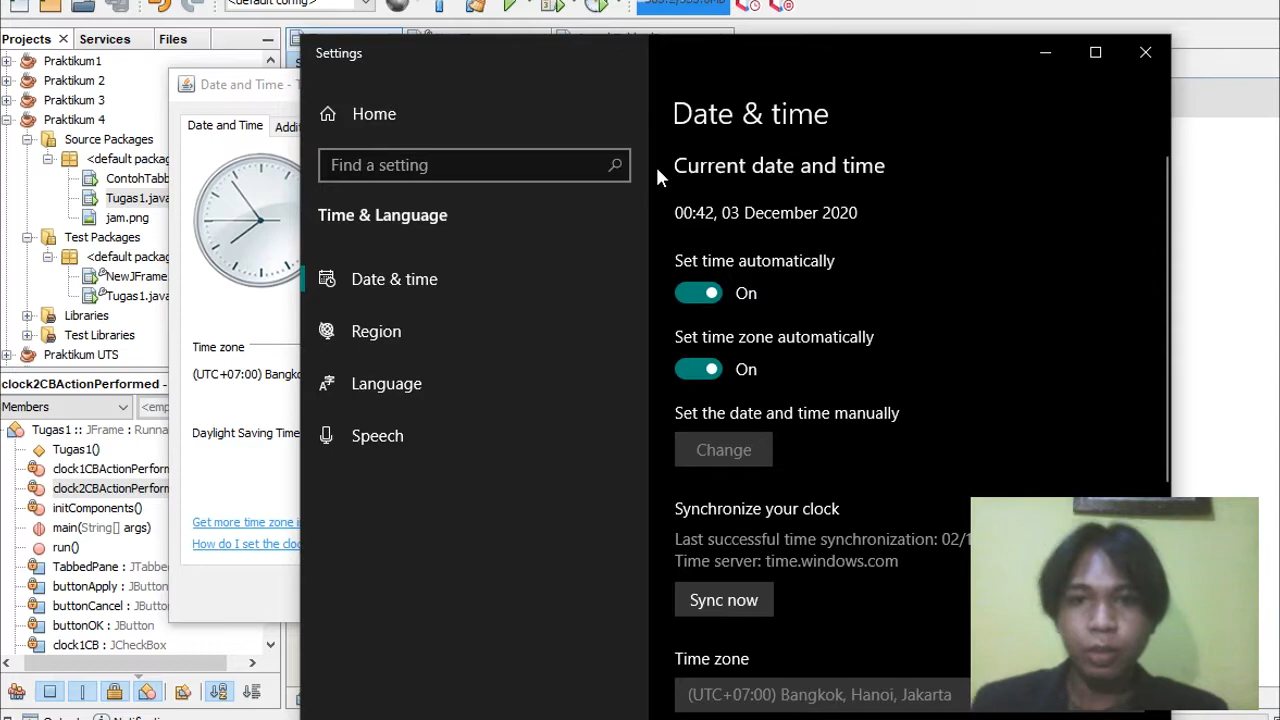 <default config>
Projects
Services
Files
Praktikum1
Praktikum 2
Praktikum 3
Praktikum 4
Source Packages
<default packag
ContohTabb
Tugas1.java
jam.png
Test Packages
<default packag
NewJFrame
Tugas1.java
Libraries
Test Libraries
Praktikum UTS
clock2CBActionPerformed -
Members
<emp
Tugas1 :: JFrame : Runna
Tugas1()
clock1CBActionPerform
clock2CBActionPerform
initComponents()
main(String[] args)
run()
TabbedPane : JTabbe
buttonApply : JButton
buttonCancel : JButto
buttonOK : JButton
clock1CB : JCheckBox
Date and Time -
Date and Time
Addit
Time zone
(UTC+07:00) Bangko
Daylight Saving Time
Get more time zone i
How do I set the cloc
Settings
Home
Find a setting
Time & Language
Date & time
Region
Language
Speech
Date & time
Current date and time
00:42, 03 December 2020
Set time automatically
On
Set time zone automatically
On
Set the date and time manually
Change
Synchronize your clock
Last successful time synchronization: 02/1
Time server: time.windows.com
Sync now
Time zone
(UTC+07:00) Bangkok, Hanoi, Jakarta